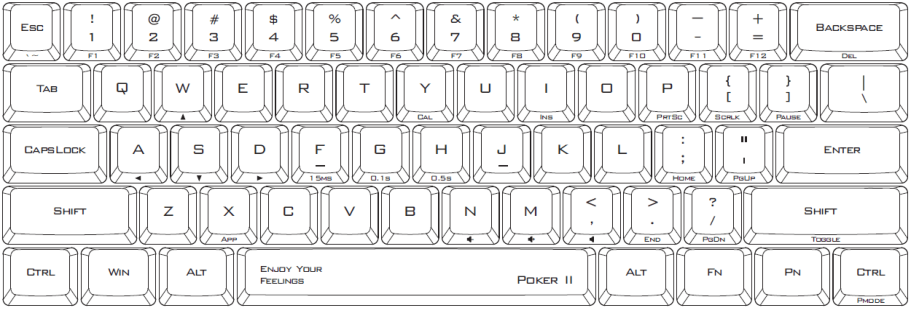 ESC ! @ # $ % ^ & * ( ) — + BACKSPACE
1 2 3 4 5 6 7 8 9 0 - =
` ~ F1 F2 F3 F4 F5 F6 F7 F8 F9 F10 F11 F12 DEL
TAB Q W E R T Y U I O P { } |
[ ] \
▲ CAL INS PRTSC SCRLK PAUSE
CAPSLOCK A S D F G H J K L : " ENTER
; '
◄ ▼ ► 15MS 0.1S 0.5S HOME PGUP
SHIFT Z X C V B N M < > ? SHIFT
, . /
APP END PGDN TOGGLE
CTRL WIN ALT ENJOY YOUR
FEELINGS POKER II ALT FN PN CTRL
PMODE